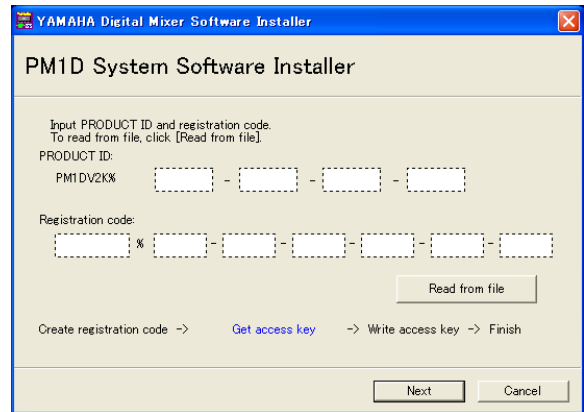 YAMAHA Digital Mixer Software Installer
PM1D System Software Installer
Input PRODUCT ID and registration code.
To read from file, click [Read from file].
PRODUCT ID:
PM1DV2K% - - -
Registration code:
% - - - - -
Read from file
Create registration code -> Get access key -> Write access key -> Finish
Next Cancel